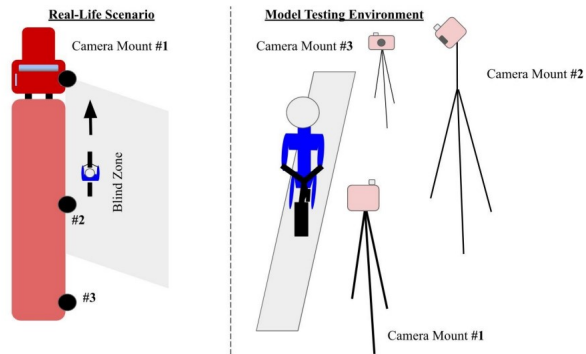 Real-Life Scenario
Camera Mount #1
Blind Zone
#2
#3
Model Testing Environment
Camera Mount #3
Camera Mount #2
Camera Mount #1